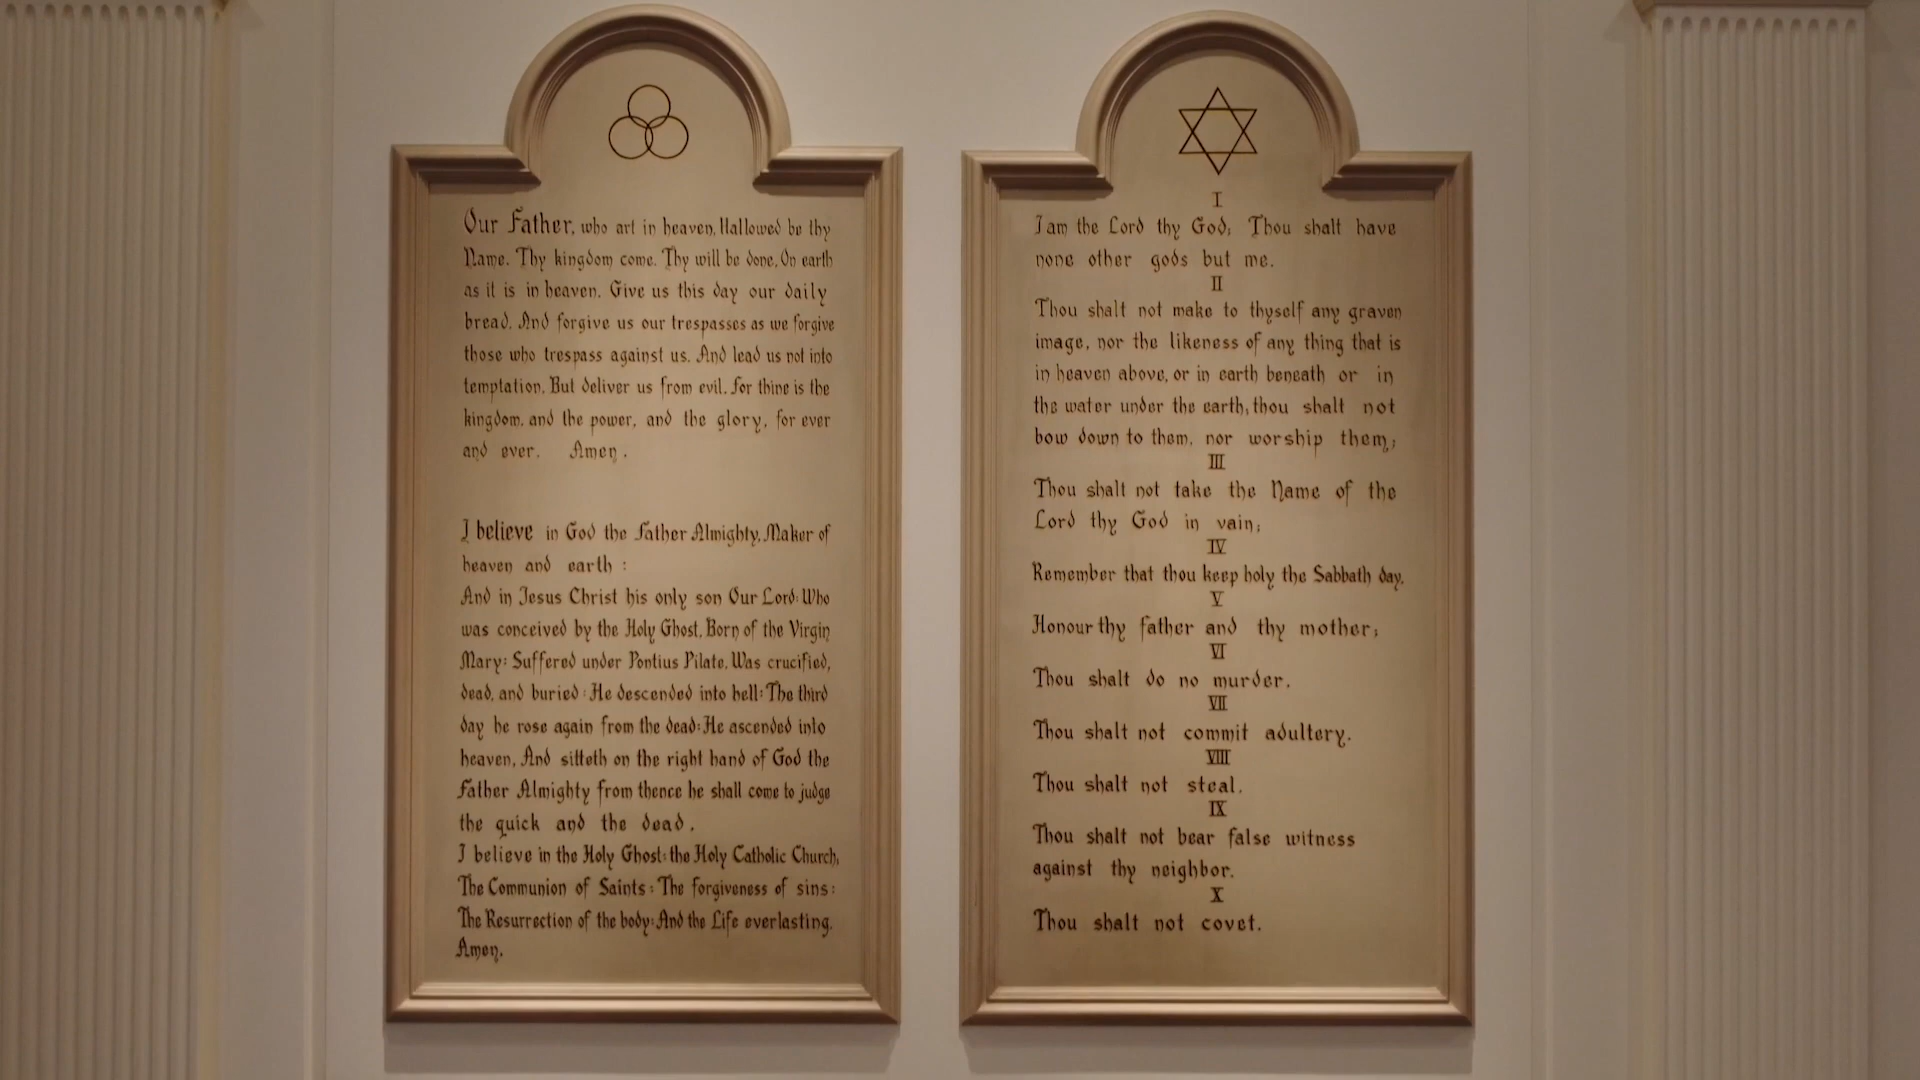 Our Father, who art in heaven, Hallowed be thy
Name. Thy kingdom come. Thy will be done, On earth
as it is in heaven. Give us this day our daily
bread. And forgive us our trespasses as we forgive
those who trespass against us. And lead us not into
temptation, But deliver us from evil. For thine is the
kingdom, and the power, and the glory, for ever
and ever. Amen.
I believe in God the Father Almighty, Maker of
heaven and earth :
And in Jesus Christ his only son Our Lord: Who
was conceived by the Holy Ghost, Born of the Virgin
Mary: Suffered under Pontius Pilate, Was crucified,
dead, and buried: He descended into hell: The third
day he rose again from the dead: He ascended into
heaven, And sitteth on the right hand of God the
Father Almighty from thence he shall come to judge
the quick and the dead.
I believe in the Holy Ghost: the Holy Catholic Church,
The Communion of Saints: The forgiveness of sins:
The Resurrection of the body: And the Life everlasting.
Amen.
I
I am the Lord thy God; Thou shalt have
none other gods but me.
II
Thou shalt not make to thyself any graven
image, nor the likeness of any thing that is
in heaven above, or in earth beneath or in
the water under the earth; thou shalt not
bow down to them, nor worship them;
III
Thou shalt not take the Name of the
Lord thy God in vain;
IV
Remember that thou keep holy the Sabbath day.
V
Honour thy father and thy mother;
VI
Thou shalt do no murder.
VII
Thou shalt not commit adultery.
VIII
Thou shalt not steal.
IX
Thou shalt not bear false witness
against thy neighbor.
X
Thou shalt not covet.